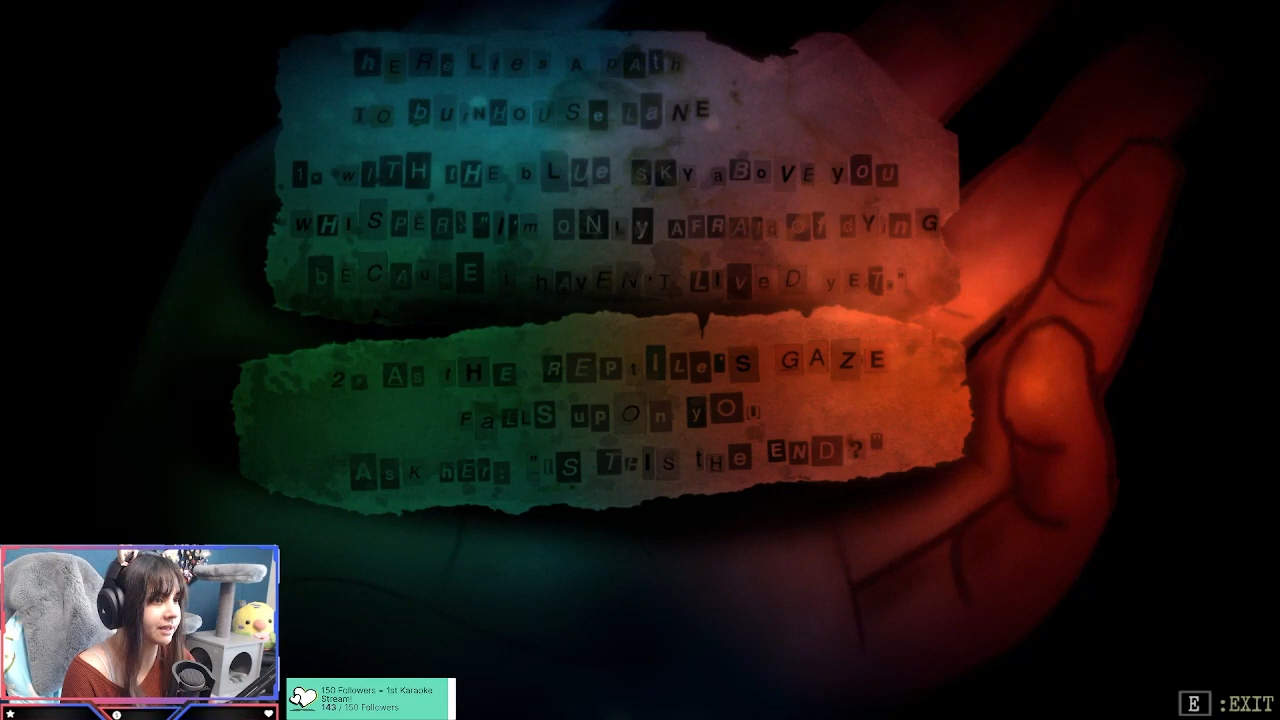 hERe Lies A pAth
TO burNHoUSe LaNE
1. wITH tHE bLUe SKy aBoVE yOU
wHISPER: "I'm oNLy AFRAID Of dYinG
bECAusE I hAvEN'T LIVeD yET."
2. As tHE REptILe'S GAZE
FaLLS upOn yOU
AsK hEr: "IS THIS tHe END?"
E :EXIT
150 Followers = 1st Karaoke
Stream!
143 / 150 Followers